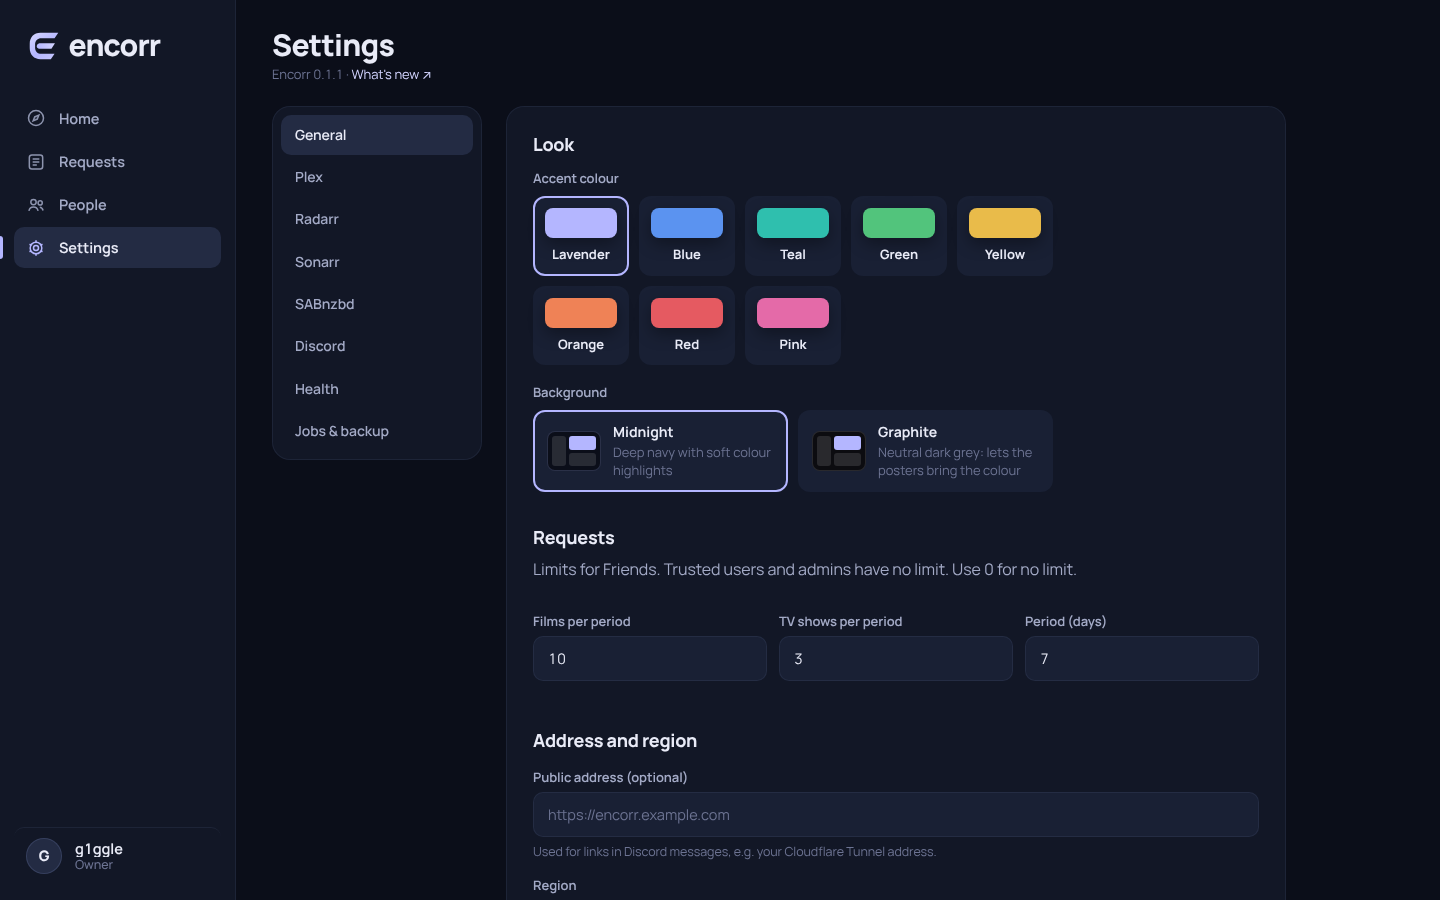 encorr
Home
Requests
People
Settings
g1ggle
Owner
G
Settings
Encorr 0.1.1 · What's new ↗
General
Plex
Radarr
Sonarr
SABnzbd
Discord
Health
Jobs & backup
Look
Accent colour
Lavender
Blue
Teal
Green
Yellow
Orange
Red
Pink
Background
Midnight
Deep navy with soft colour
highlights
Graphite
Neutral dark grey: lets the
posters bring the colour
Requests
Limits for Friends. Trusted users and admins have no limit. Use 0 for no limit.
Films per period
TV shows per period
Period (days)
10
3
7
Address and region
Public address (optional)
https://encorr.example.com
Used for links in Discord messages, e.g. your Cloudflare Tunnel address.
Region